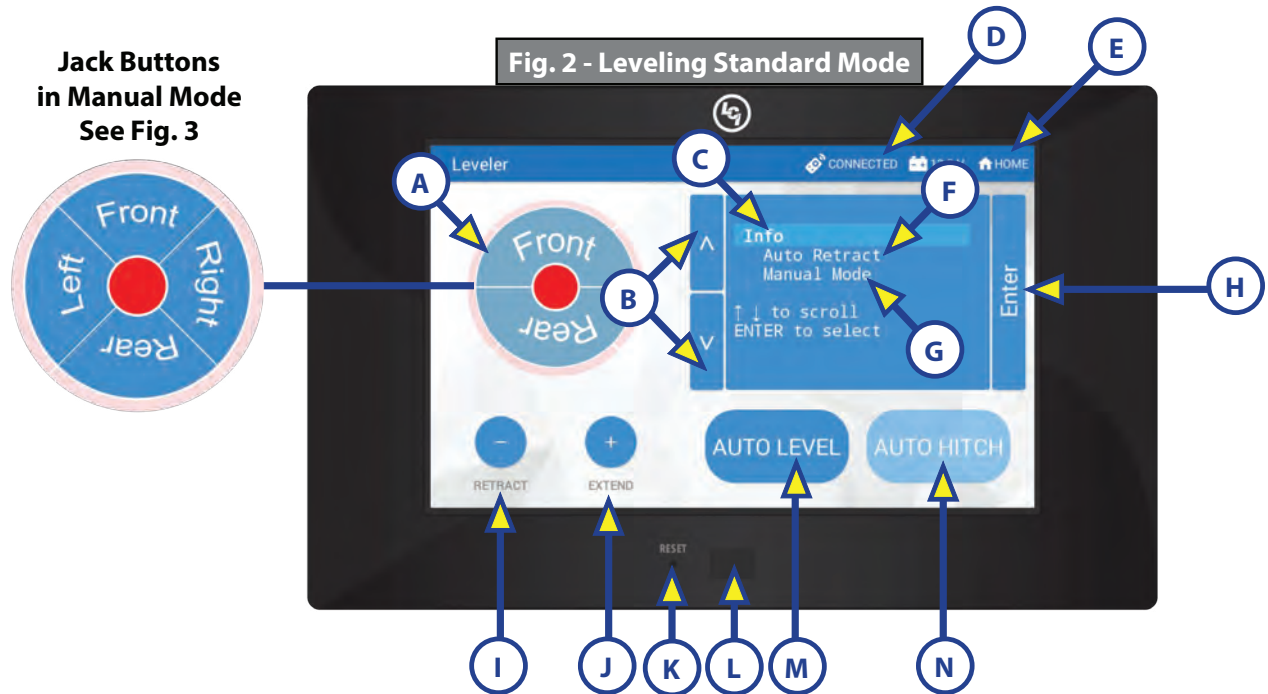 Jack Buttons
in Manual Mode
See Fig. 3
Front
Left
Right
Rear
Fig. 2 - Leveling Standard Mode
LCI
Leveler
CONNECTED
HOME
Front
Rear
^
v
Info
Auto Retract
Manual Mode
↑ ↓ to scroll
ENTER to select
Enter
−
RETRACT
+
EXTEND
AUTO LEVEL
AUTO HITCH
RESET
A
B
C
D
E
F
G
H
I
J
K
L
M
N